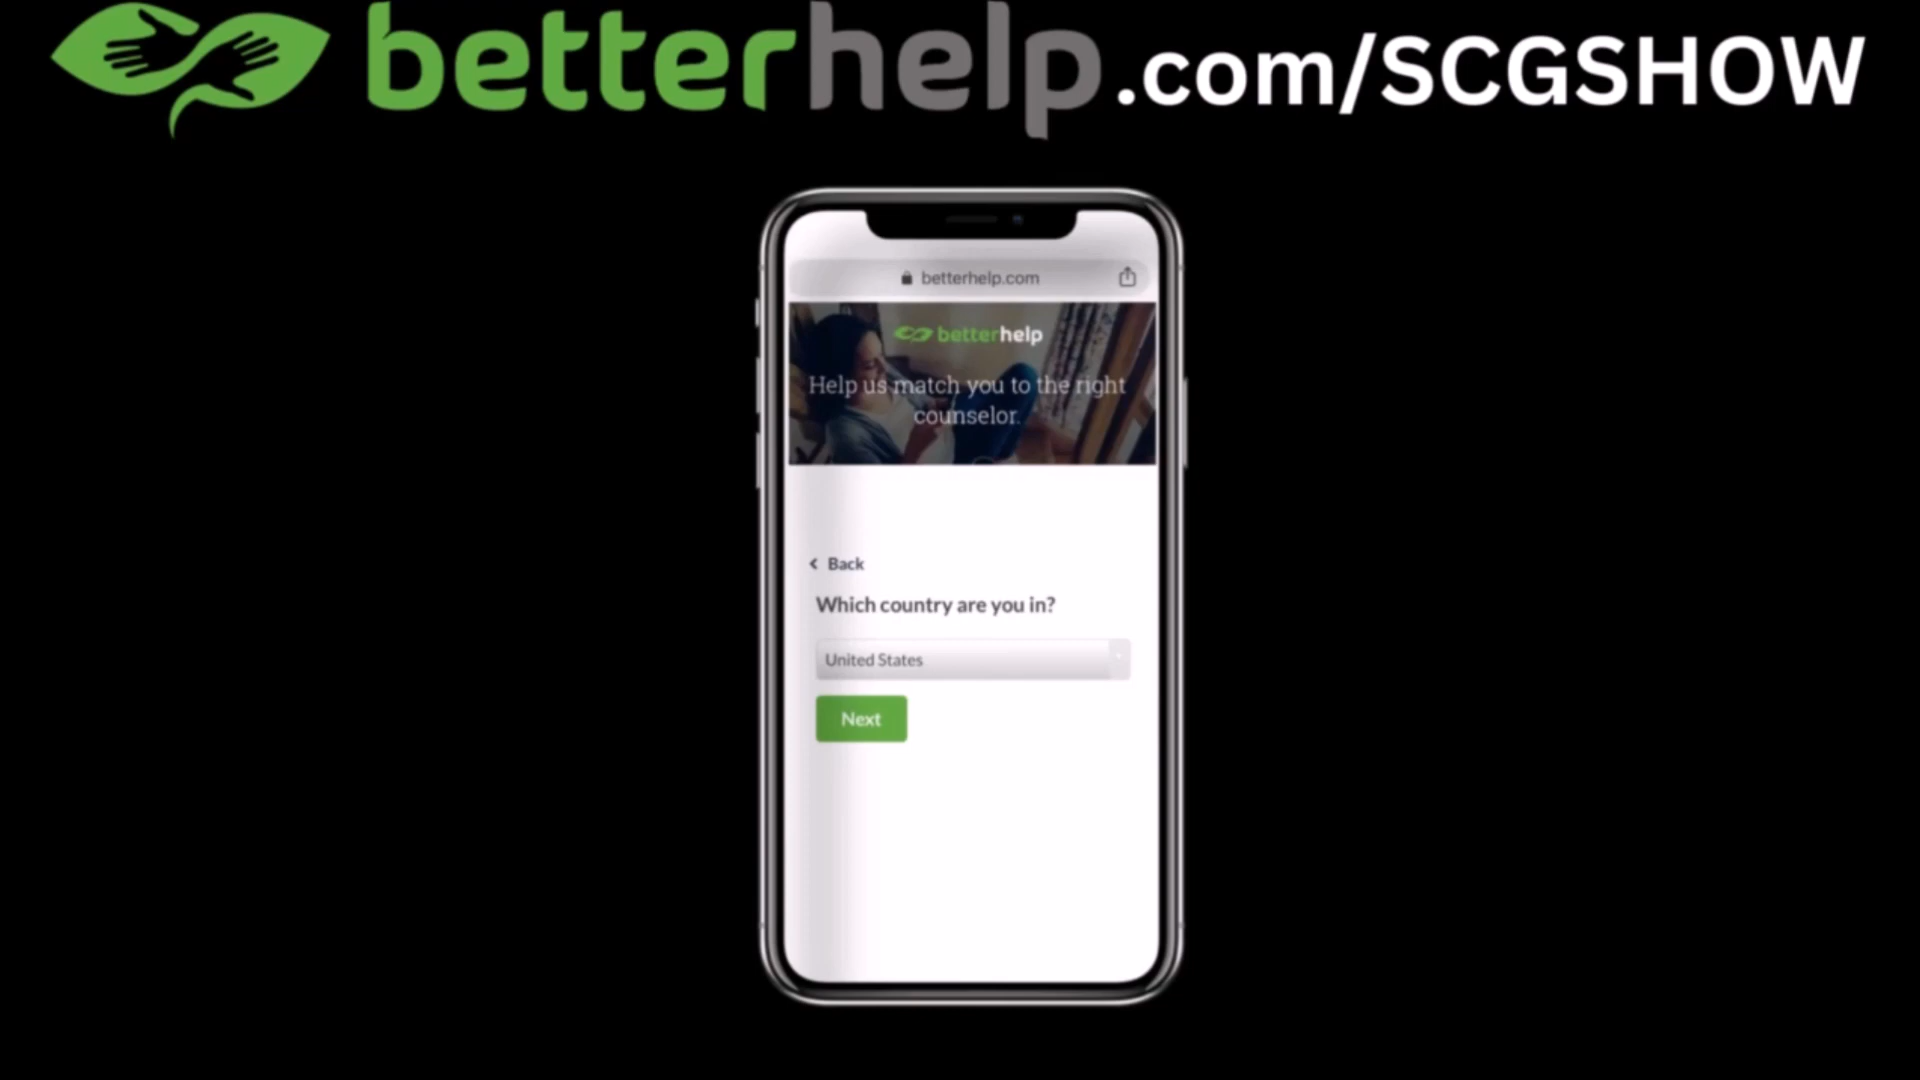 betterhelp.com/SCGSHOW
betterhelp.com
betterhelp
Help us match you to the right
counselor.
Back
Which country are you in?
United States
Next